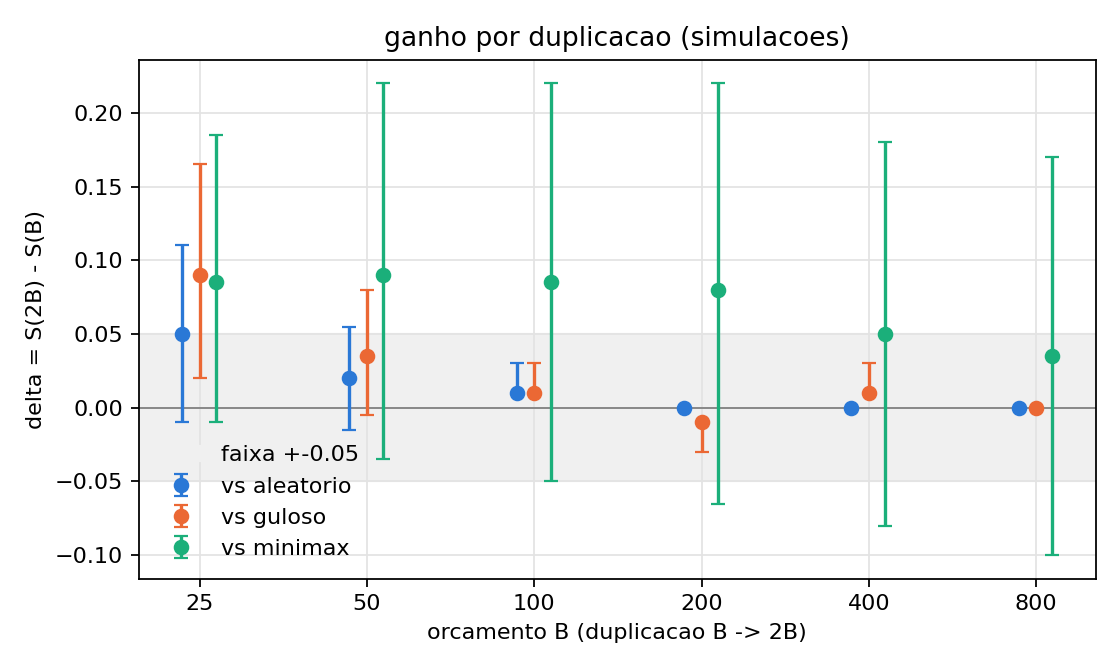 ganho por duplicacao (simulacoes)
delta = S(2B) - S(B)
0.20
0.15
0.10
0.05
0.00
−0.05
−0.10
faixa +-0.05
vs aleatorio
vs guloso
vs minimax
25 50 100 200 400 800
orcamento B (duplicacao B -> 2B)